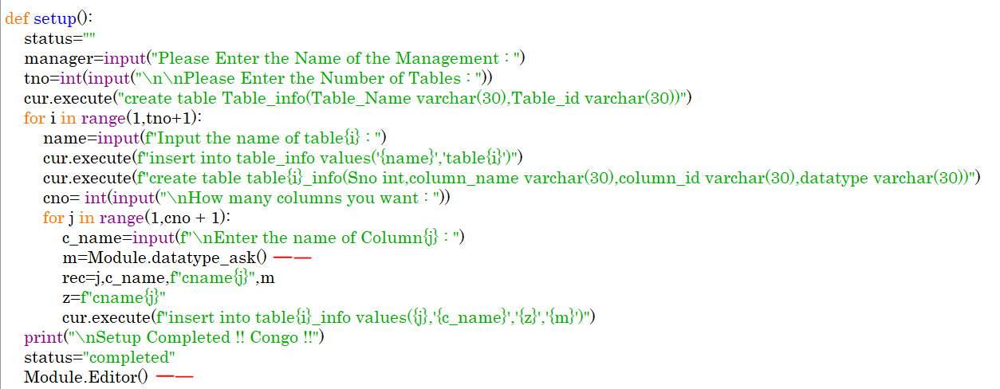 def setup():
    status=""
    manager=input("Please Enter the Name of the Management : ")
    tno=int(input("\n\nPlease Enter the Number of Tables : "))
    cur.execute("create table Table_info(Table_Name varchar(30),Table_id varchar(30))")
    for i in range(1,tno+1):
        name=input(f"Input the name of table{i} : ")
        cur.execute(f"insert into table_info values('{name}','table{i}')")
        cur.execute(f"create table table{i}_info(Sno int,column_name varchar(30),column_id varchar(30),datatype varchar(30))")
        cno= int(input("\nHow many columns you want : "))
        for j in range(1,cno + 1):
            c_name=input(f"\nEnter the name of Column{j} : ")
            m=Module.datatype_ask()
            rec=j,c_name,f"cname{j}",m
            z=f"cname{j}"
            cur.execute(f"insert into table{i}_info values({j},'{c_name}','{z}','{m}')")
    print("\nSetup Completed !! Congo !!")
    status="completed"
    Module.Editor()